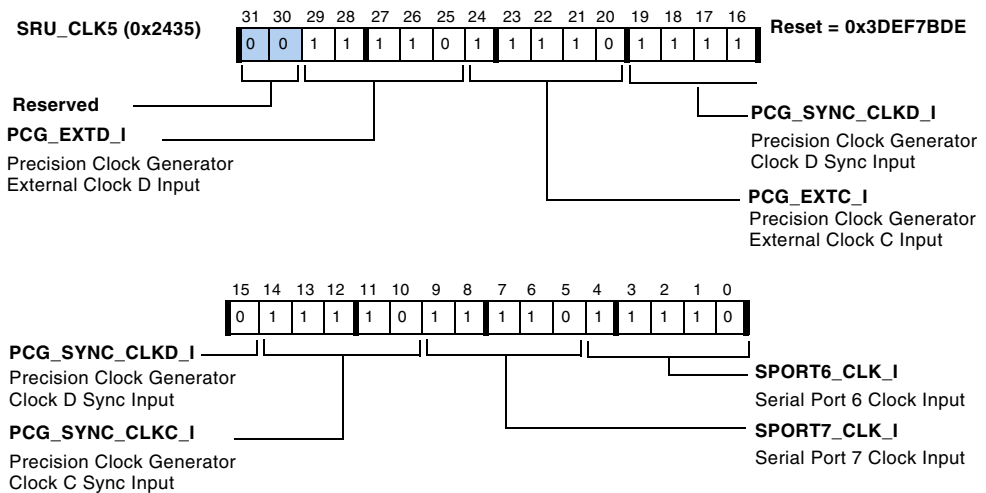 SRU_CLK5 (0x2435)
31 30 29 28 27 26 25 24 23 22 21 20 19 18 17 16
0 0 1 1 1 1 0 1 1 1 1 0 1 1 1 1
Reset = 0x3DEF7BDE
Reserved
PCG_EXTD_I
Precision Clock Generator
External Clock D Input
PCG_SYNC_CLKD_I
Precision Clock Generator
Clock D Sync Input
PCG_EXTC_I
Precision Clock Generator
External Clock C Input
15 14 13 12 11 10 9 8 7 6 5 4 3 2 1 0
0 1 1 1 1 0 1 1 1 1 0 1 1 1 1 0
PCG_SYNC_CLKD_I
Precision Clock Generator
Clock D Sync Input
PCG_SYNC_CLKC_I
Precision Clock Generator
Clock C Sync Input
SPORT6_CLK_I
Serial Port 6 Clock Input
SPORT7_CLK_I
Serial Port 7 Clock Input